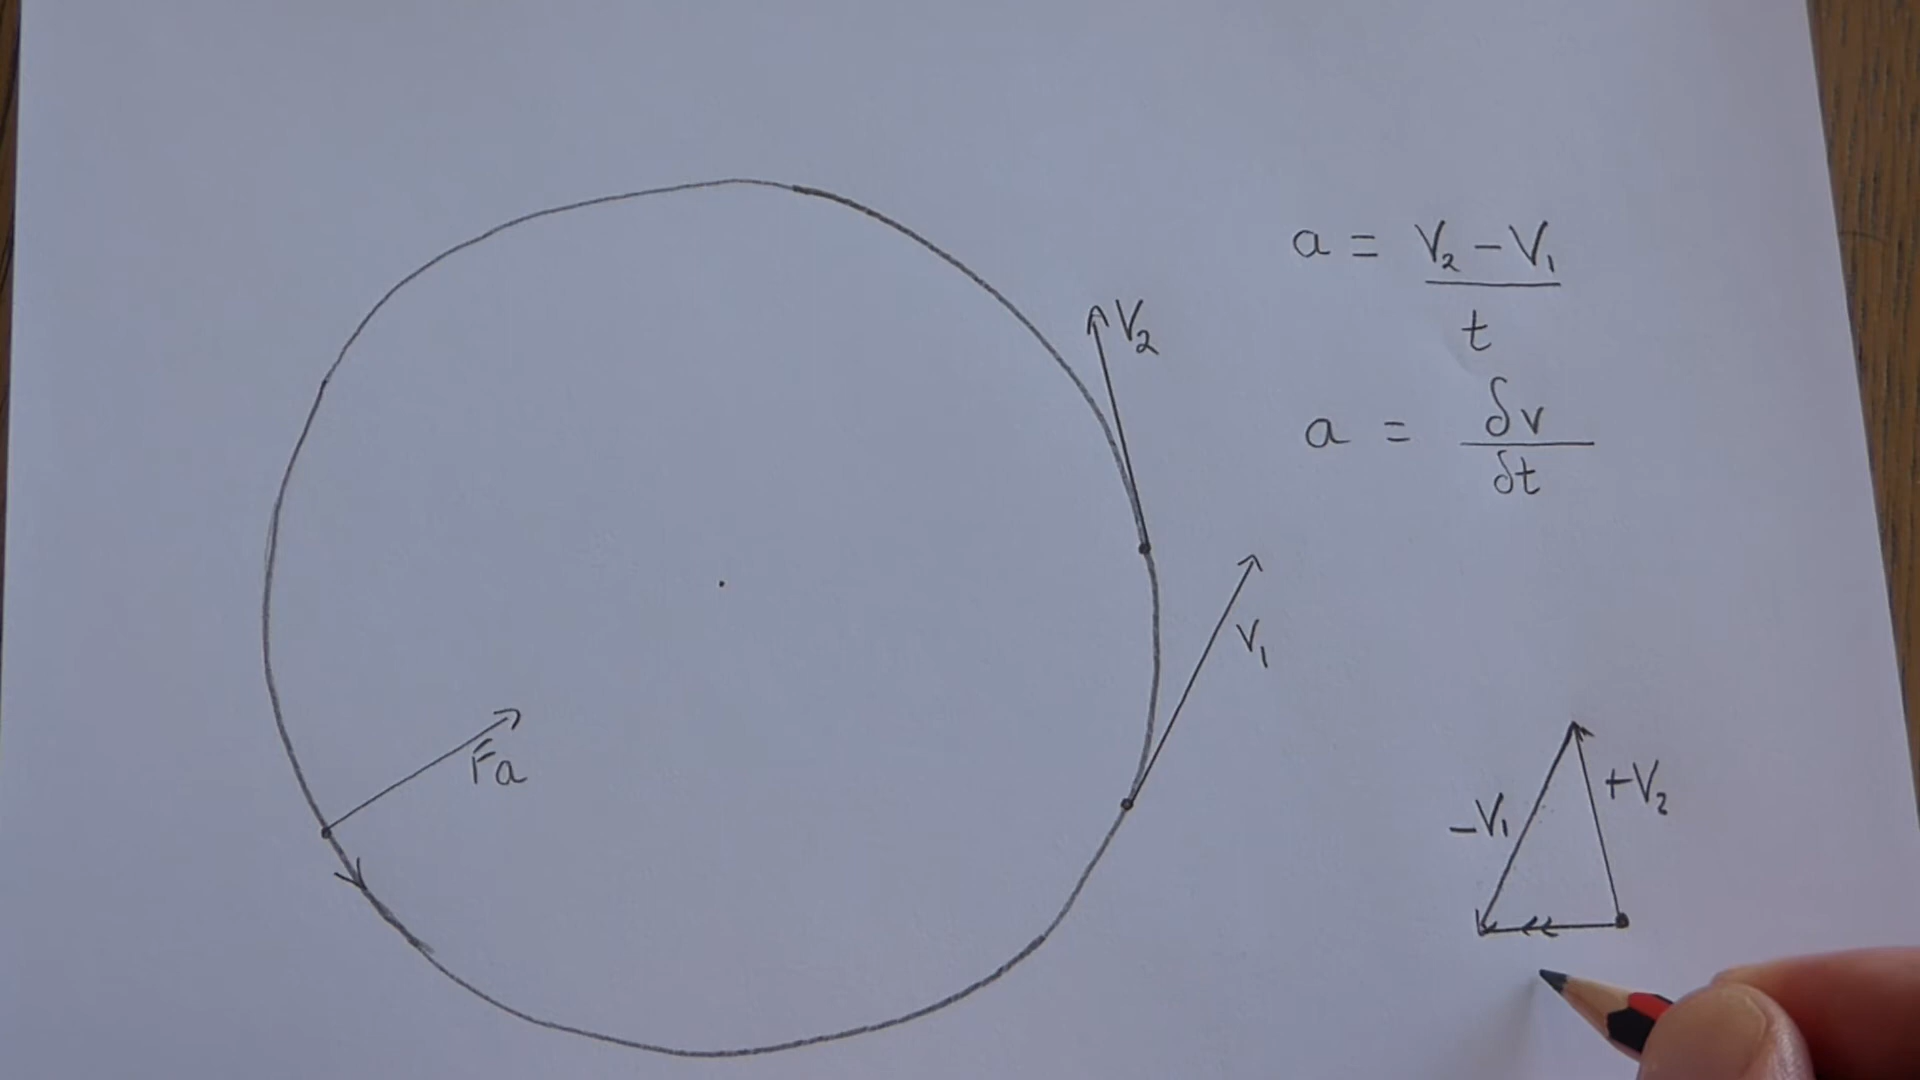 a = V₂ - V₁
t
a = δv
δt
V₂
V₁
Fa
-V₁
+V₂